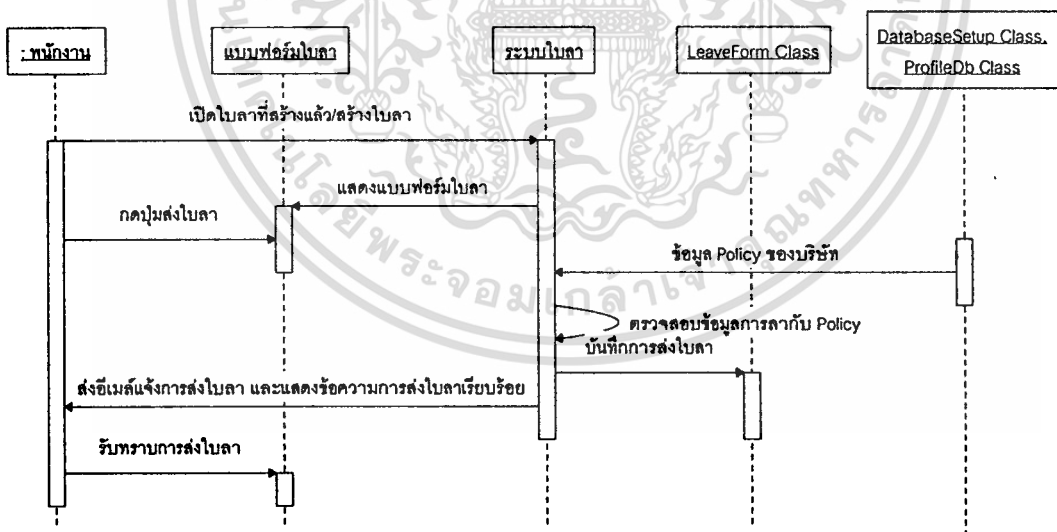 : พนักงาน
แบบฟอร์มใบลา
ระบบใบลา
LeaveForm Class
DatabaseSetup Class,
ProfileDb Class
เปิดใบลาที่สร้างแล้ว/สร้างใบลา
แสดงแบบฟอร์มใบลา
กดปุ่มส่งใบลา
ข้อมูล Policy ของบริษัท
ตรวจสอบข้อมูลการลากับ Policy
บันทึกการส่งใบลา
ส่งอีเมล์แจ้งการส่งใบลา และแสดงข้อความการส่งใบลาเรียบร้อย
รับทราบการส่งใบลา